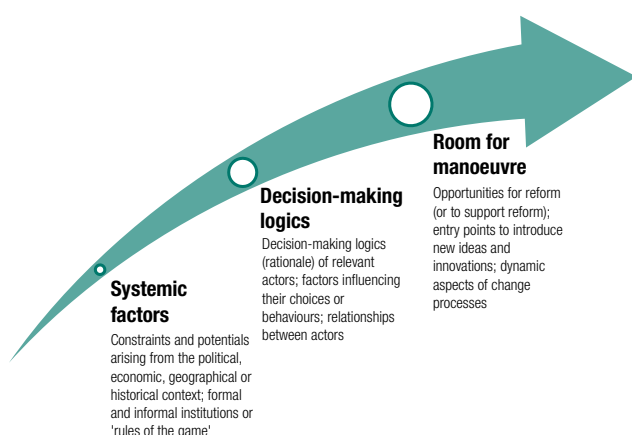 Systemic
factors
Constraints and potentials
arising from the political,
economic, geographical or
historical context; formal
and informal institutions or
'rules of the game'
Decision-making
logics
Decision-making logics
(rationale) of relevant
actors; factors influencing
their choices or
behaviours; relationships
between actors
Room for
manoeuvre
Opportunities for reform
(or to support reform);
entry points to introduce
new ideas and
innovations; dynamic
aspects of change
processes